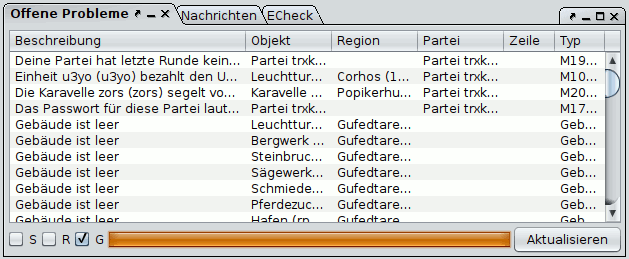 Offene Probleme Nachrichten ECheck
Beschreibung Objekt Region Partei Zeile Typ
Deine Partei hat letzte Runde kein... Partei trxk... Partei trxk... M19...
Einheit u3yo (u3yo) bezahlt den U... Leuchttur... Corhos (1... Partei trxk... M10...
Die Karavelle zors (zors) segelt vo... Karavelle ... Popikerhu... Partei trxk... M20...
Das Passwort für diese Partei laut... Partei trxk... Partei trxk... M17...
Gebäude ist leer Leuchttur... Gufedtare... Geb...
Gebäude ist leer Bergwerk ... Gufedtare... Geb...
Gebäude ist leer Steinbruc... Gufedtare... Geb...
Gebäude ist leer Sägewerk... Gufedtare... Geb...
Gebäude ist leer Schmiede... Gufedtare... Geb...
Gebäude ist leer Pferdezuc... Gufedtare... Geb...
Gebäude ist leer Hafen (rp... Gufedtare... Geb...
S R G Aktualisieren